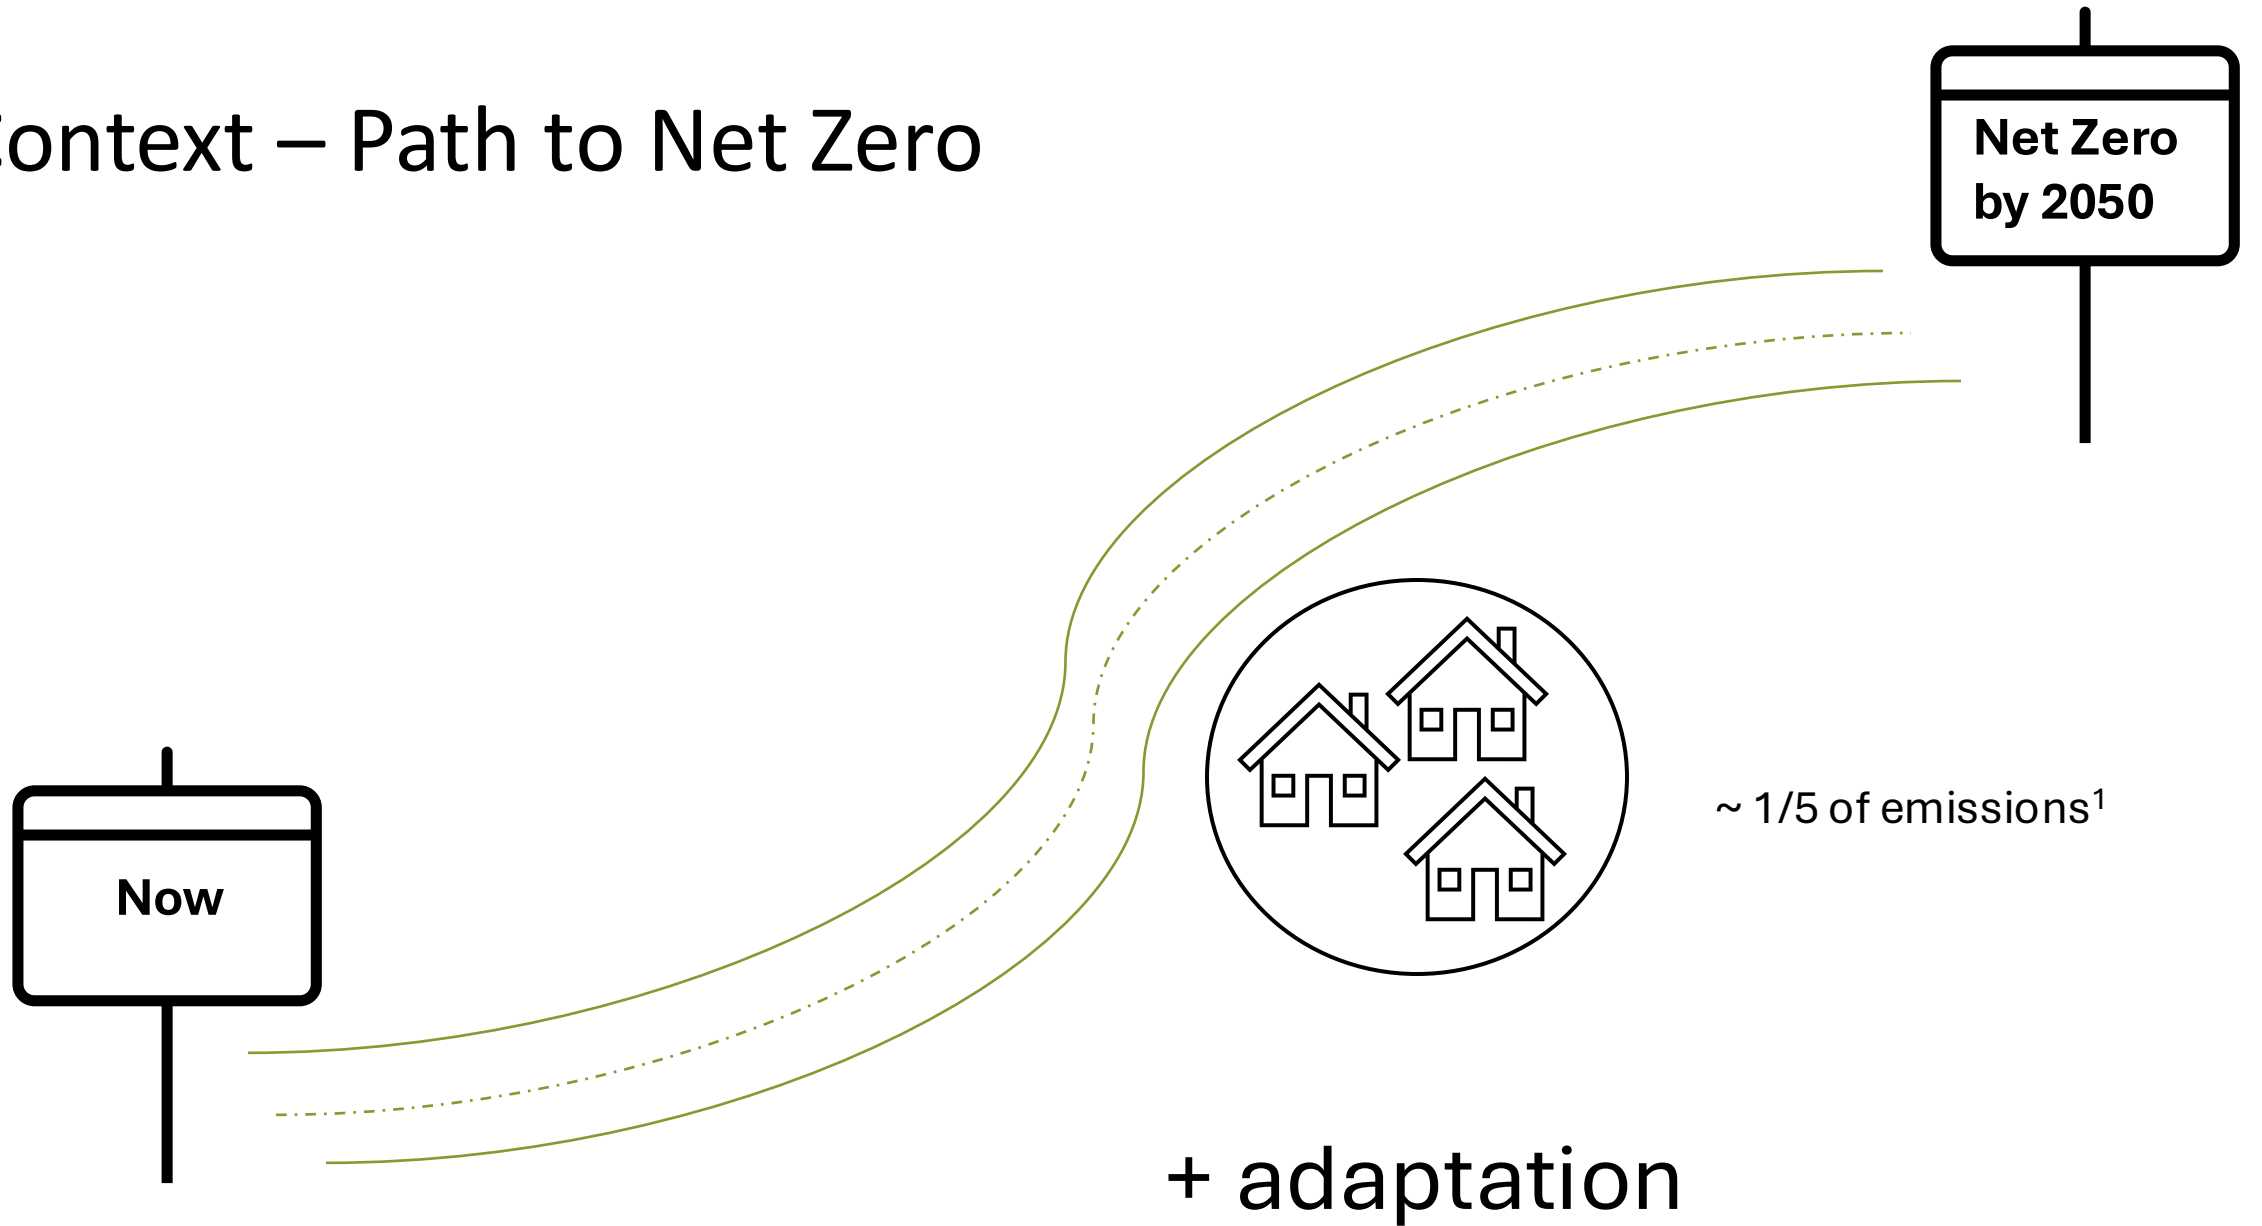 ontext – Path to Net Zero
Net Zero
by 2050
Now
~ 1/5 of emissions¹
+ adaptation